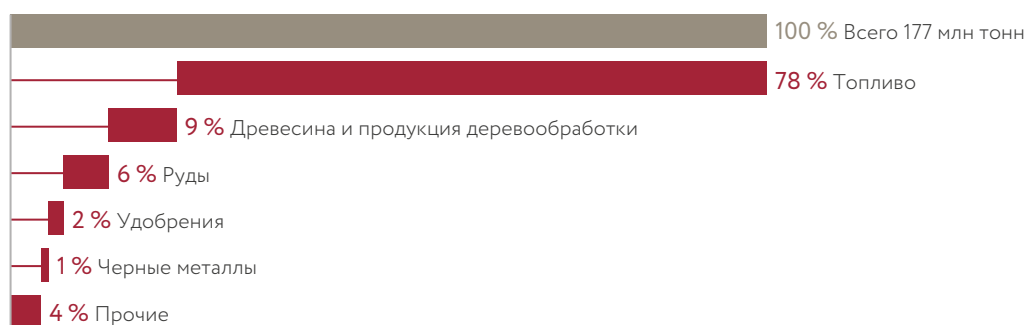 100 % Всего 177 млн тонн
78 % Топливо
9 % Древесина и продукция деревообработки
6 % Руды
2 % Удобрения
1 % Черные металлы
4 % Прочие